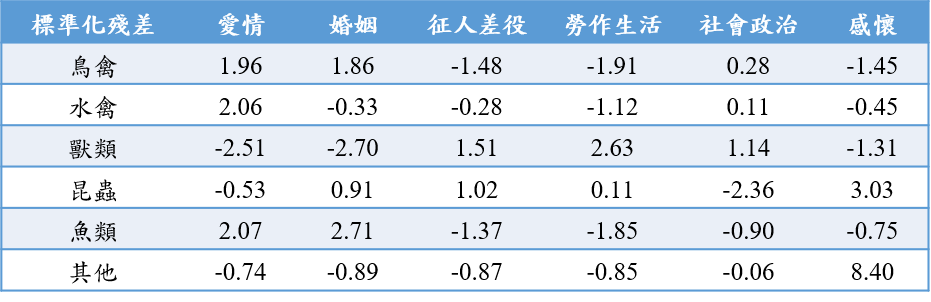 標準化殘差 愛情 婚姻 征人差役 勞作生活 社會政治 感懷
鳥禽 1.96 1.86 -1.48 -1.91 0.28 -1.45
水禽 2.06 -0.33 -0.28 -1.12 0.11 -0.45
獸類 -2.51 -2.70 1.51 2.63 1.14 -1.31
昆蟲 -0.53 0.91 1.02 0.11 -2.36 3.03
魚類 2.07 2.71 -1.37 -1.85 -0.90 -0.75
其他 -0.74 -0.89 -0.87 -0.85 -0.06 8.40